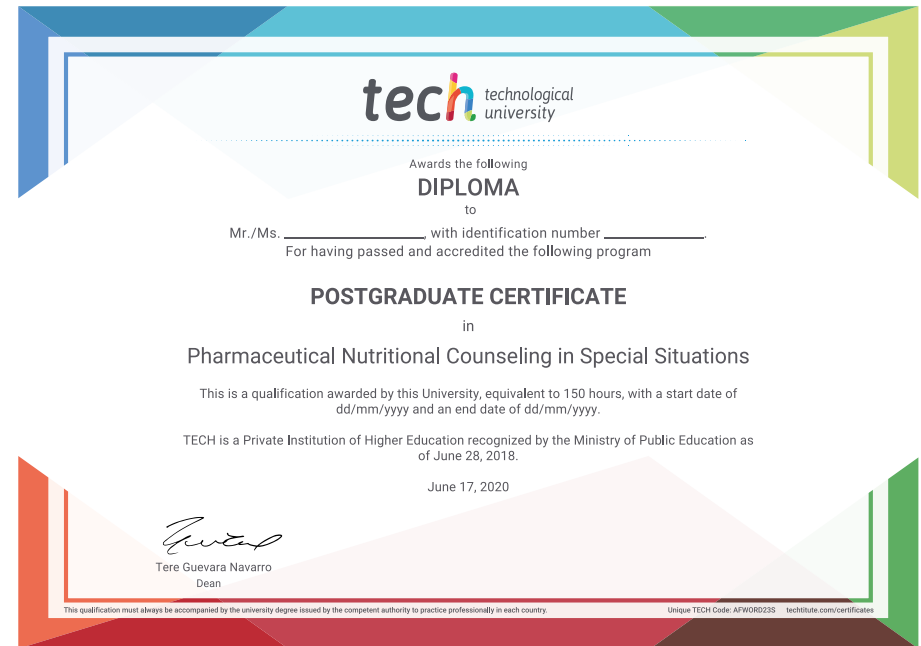 tech technological
university
Awards the following
DIPLOMA
to
Mr./Ms. ____________________, with identification number ______________.
For having passed and accredited the following program
POSTGRADUATE CERTIFICATE
in
Pharmaceutical Nutritional Counseling in Special Situations
This is a qualification awarded by this University, equivalent to 150 hours, with a start date of
dd/mm/yyyy and an end date of dd/mm/yyyy.
TECH is a Private Institution of Higher Education recognized by the Ministry of Public Education as
of June 28, 2018.
June 17, 2020
Tere Guevara Navarro
Dean
This qualification must always be accompanied by the university degree issued by the competent authority to practice professionally in each country.
Unique TECH Code: AFWORD23S techtitute.com/certificates